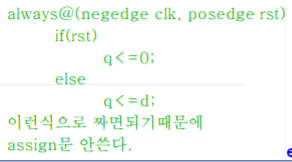 always@(negedge clk, posedge rst)
if(rst)
q<=0;
else
q<=d;
이런식으로 짜면되기때문에
assign문 안쓴다.
e